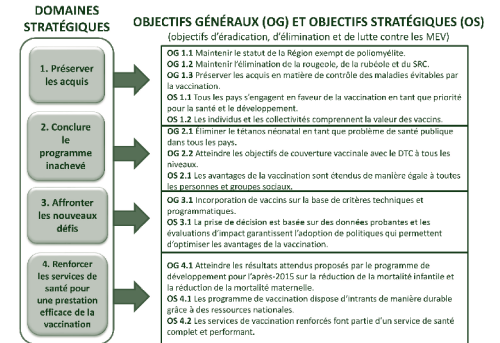 DOMAINES
STRATÉGIQUES
OBJECTIFS GÉNÉRAUX (OG) ET OBJECTIFS STRATÉGIQUES (OS)
(objectifs d'éradication, d'élimination et de lutte contre les MEV)
1. Préserver
les acquis
OG 1.1 Maintenir le statut de la Région exempt de poliomyélite.
OG 1.2 Maintenir l'élimination de la rougeole, de la rubéole et du SRC.
OG 1.3 Préserver les acquis en matière de contrôle des maladies évitables par
la vaccination.
OS 1.1 Tous les pays s'engagent en faveur de la vaccination en tant que priorité
pour la santé et le développement.
OS 1.2 Les individus et les collectivités comprennent la valeur des vaccins.
2. Conclure
le
programme
inachevé
OG 2.1 Éliminer le tétanos néonatal en tant que problème de santé publique
dans tous les pays.
OG 2.2 Atteindre les objectifs de couverture vaccinale avec le DTC à tous les
niveaux.
OS 2.1 Les avantages de la vaccination sont étendus de manière égale à toutes
les personnes et groupes sociaux.
3. Affronter
les nouveaux
défis
OG 3.1 Incorporation de vaccins sur la base de critères techniques et
programmatiques.
OS 3.1 La prise de décision est basée sur des données probantes et les
évaluations d'impact garantissent l'adoption de politiques qui permettent
d'optimiser les avantages de la vaccination.
4. Renforcer
les services de
santé pour
une prestation
efficace de la
vaccination
OG 4.1 Atteindre les résultats attendus proposés par le programme de
développement pour l'après-2015 sur la réduction de la mortalité infantile et
la réduction de la mortalité maternelle.
OS 4.1 Les programme de vaccination dispose d'intrants de manière durable
grâce à des ressources nationales.
OS 4.2 Les services de vaccination renforcés font partie d'un service de santé
complet et performant.